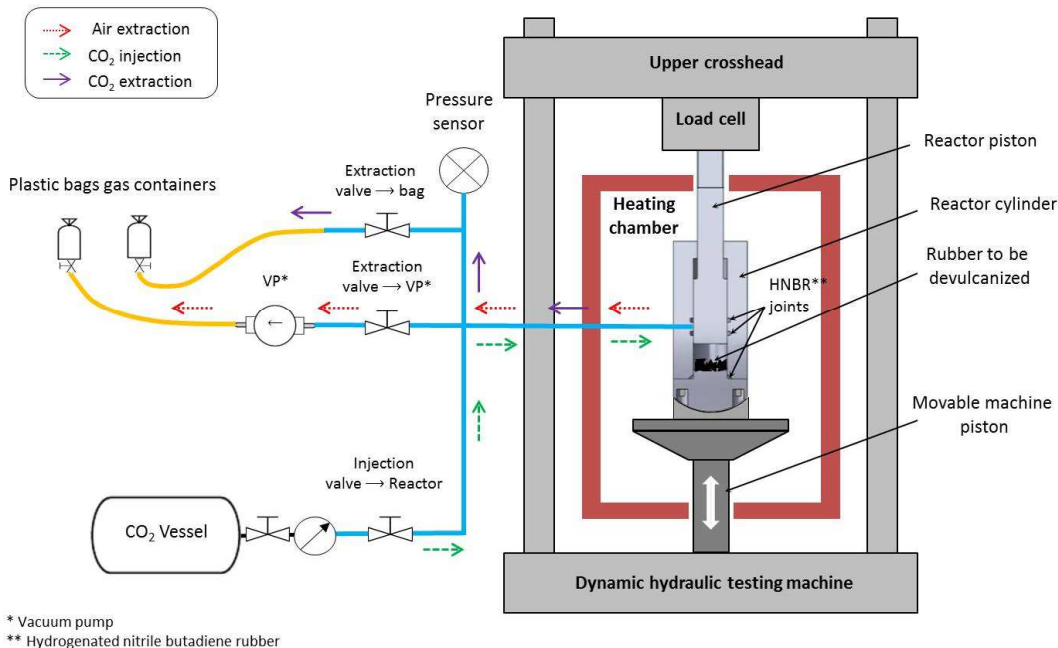 Air extraction
CO₂ injection
CO₂ extraction
Upper crosshead
Load cell
Pressure
sensor
Reactor piston
Extraction
valve → bag
Plastic bags gas containers
Heating
chamber
Reactor cylinder
Rubber to be
devulcanized
VP*
Extraction
valve → VP*
HNBR**
joints
Movable machine
piston
Injection
valve → Reactor
CO₂ Vessel
Dynamic hydraulic testing machine
* Vacuum pump
** Hydrogenated nitrile butadiene rubber